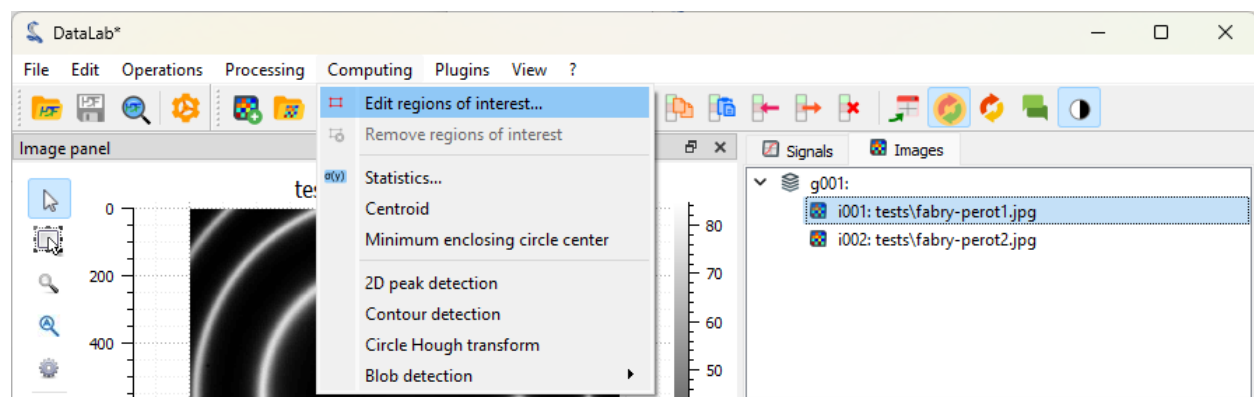 DataLab*
File Edit Operations Processing Computing Plugins View ?
Edit regions of interest...
Remove regions of interest
Image panel
Signals Images
σ(y) Statistics...
Centroid
Minimum enclosing circle center
2D peak detection
Contour detection
Circle Hough transform
Blob detection
g001:
i001: tests\fabry-perot1.jpg
i002: tests\fabry-perot2.jpg
tes
0
200
400
80
70
60
50